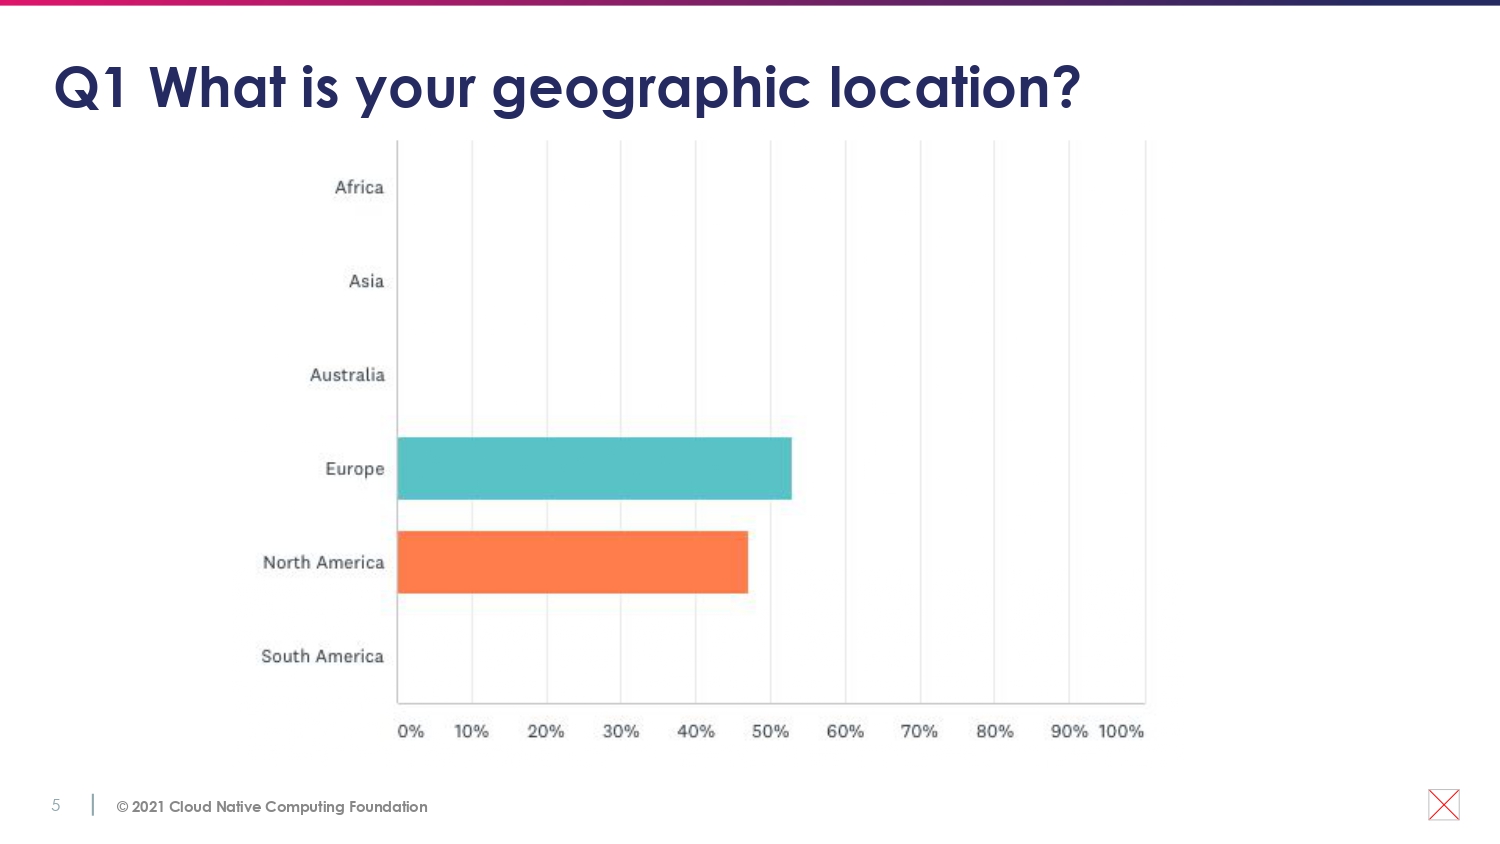 Q1 What is your geographic location?
Africa
Asia
Australia
Europe
North America
South America
0% 10% 20% 30% 40% 50% 60% 70% 80% 90% 100%
5 © 2021 Cloud Native Computing Foundation